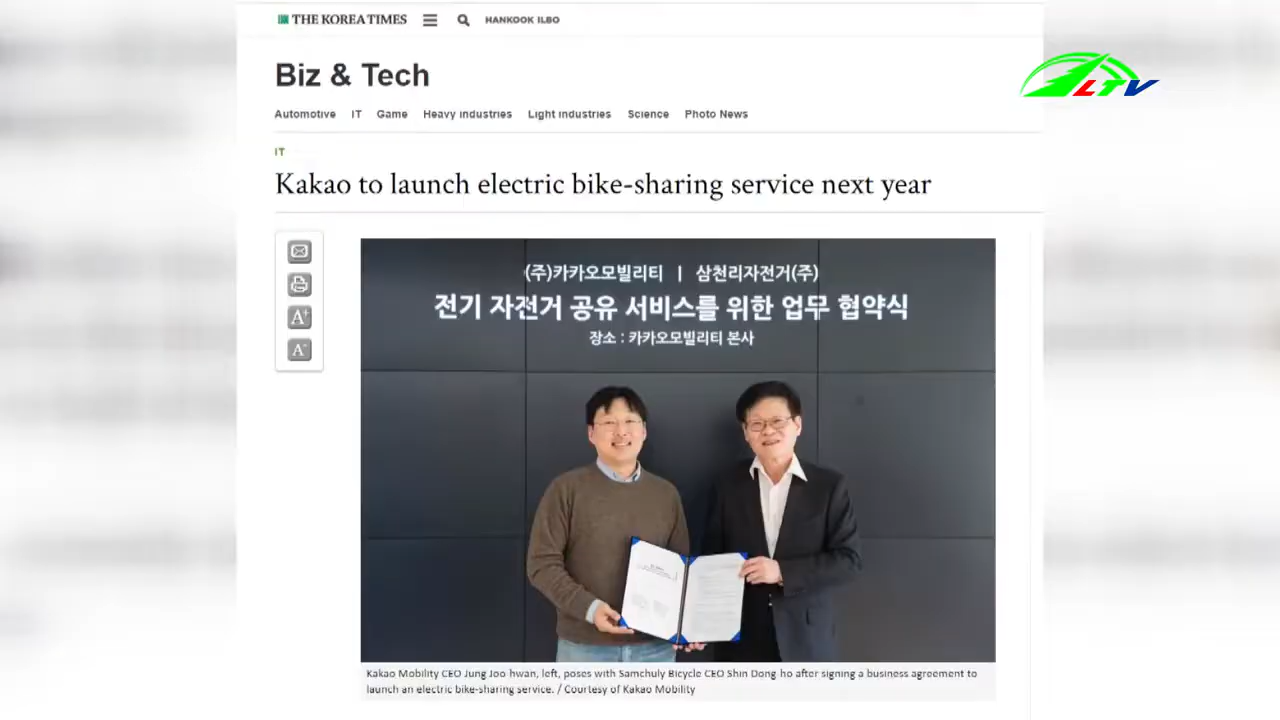 THE KOREA TIMES
HANKOOK ILBO
LTV
Biz & Tech
Automotive IT Game Heavy industries Light industries Science Photo News
IT
Kakao to launch electric bike-sharing service next year
A+
A-
(주)카카오모빌리티 | 삼천리자전거(주)
전기 자전거 공유 서비스를 위한 업무 협약식
장소 : 카카오모빌리티 본사
Kakao Mobility CEO Jung Joo-hwan, left, poses with Samchuly Bicycle CEO Shin Dong-ho after signing a business agreement to
launch an electric bike-sharing service. / Courtesy of Kakao Mobility